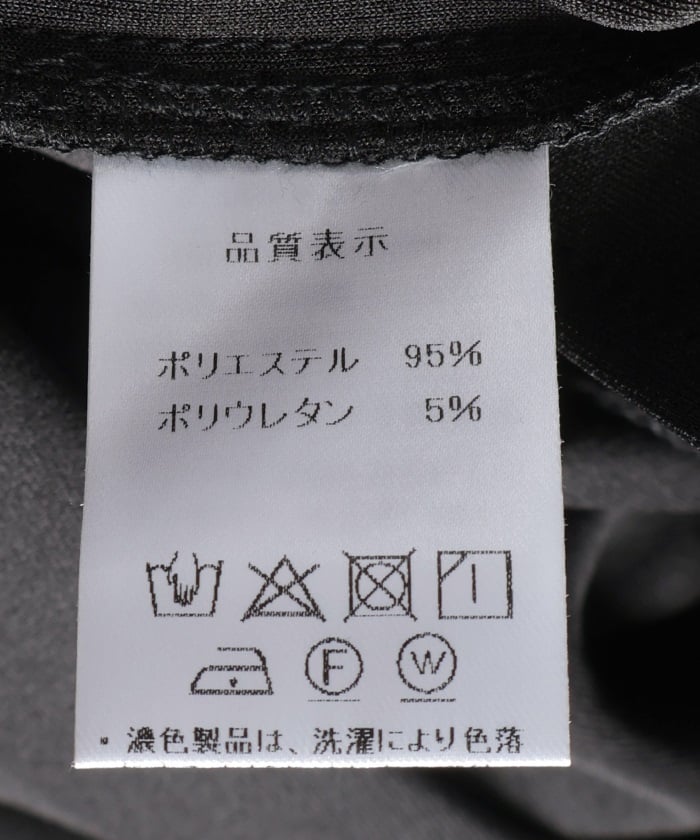 品質表示
ポリエステル 95%
ポリウレタン 5%
F W
・濃色製品は、洗濯により色落